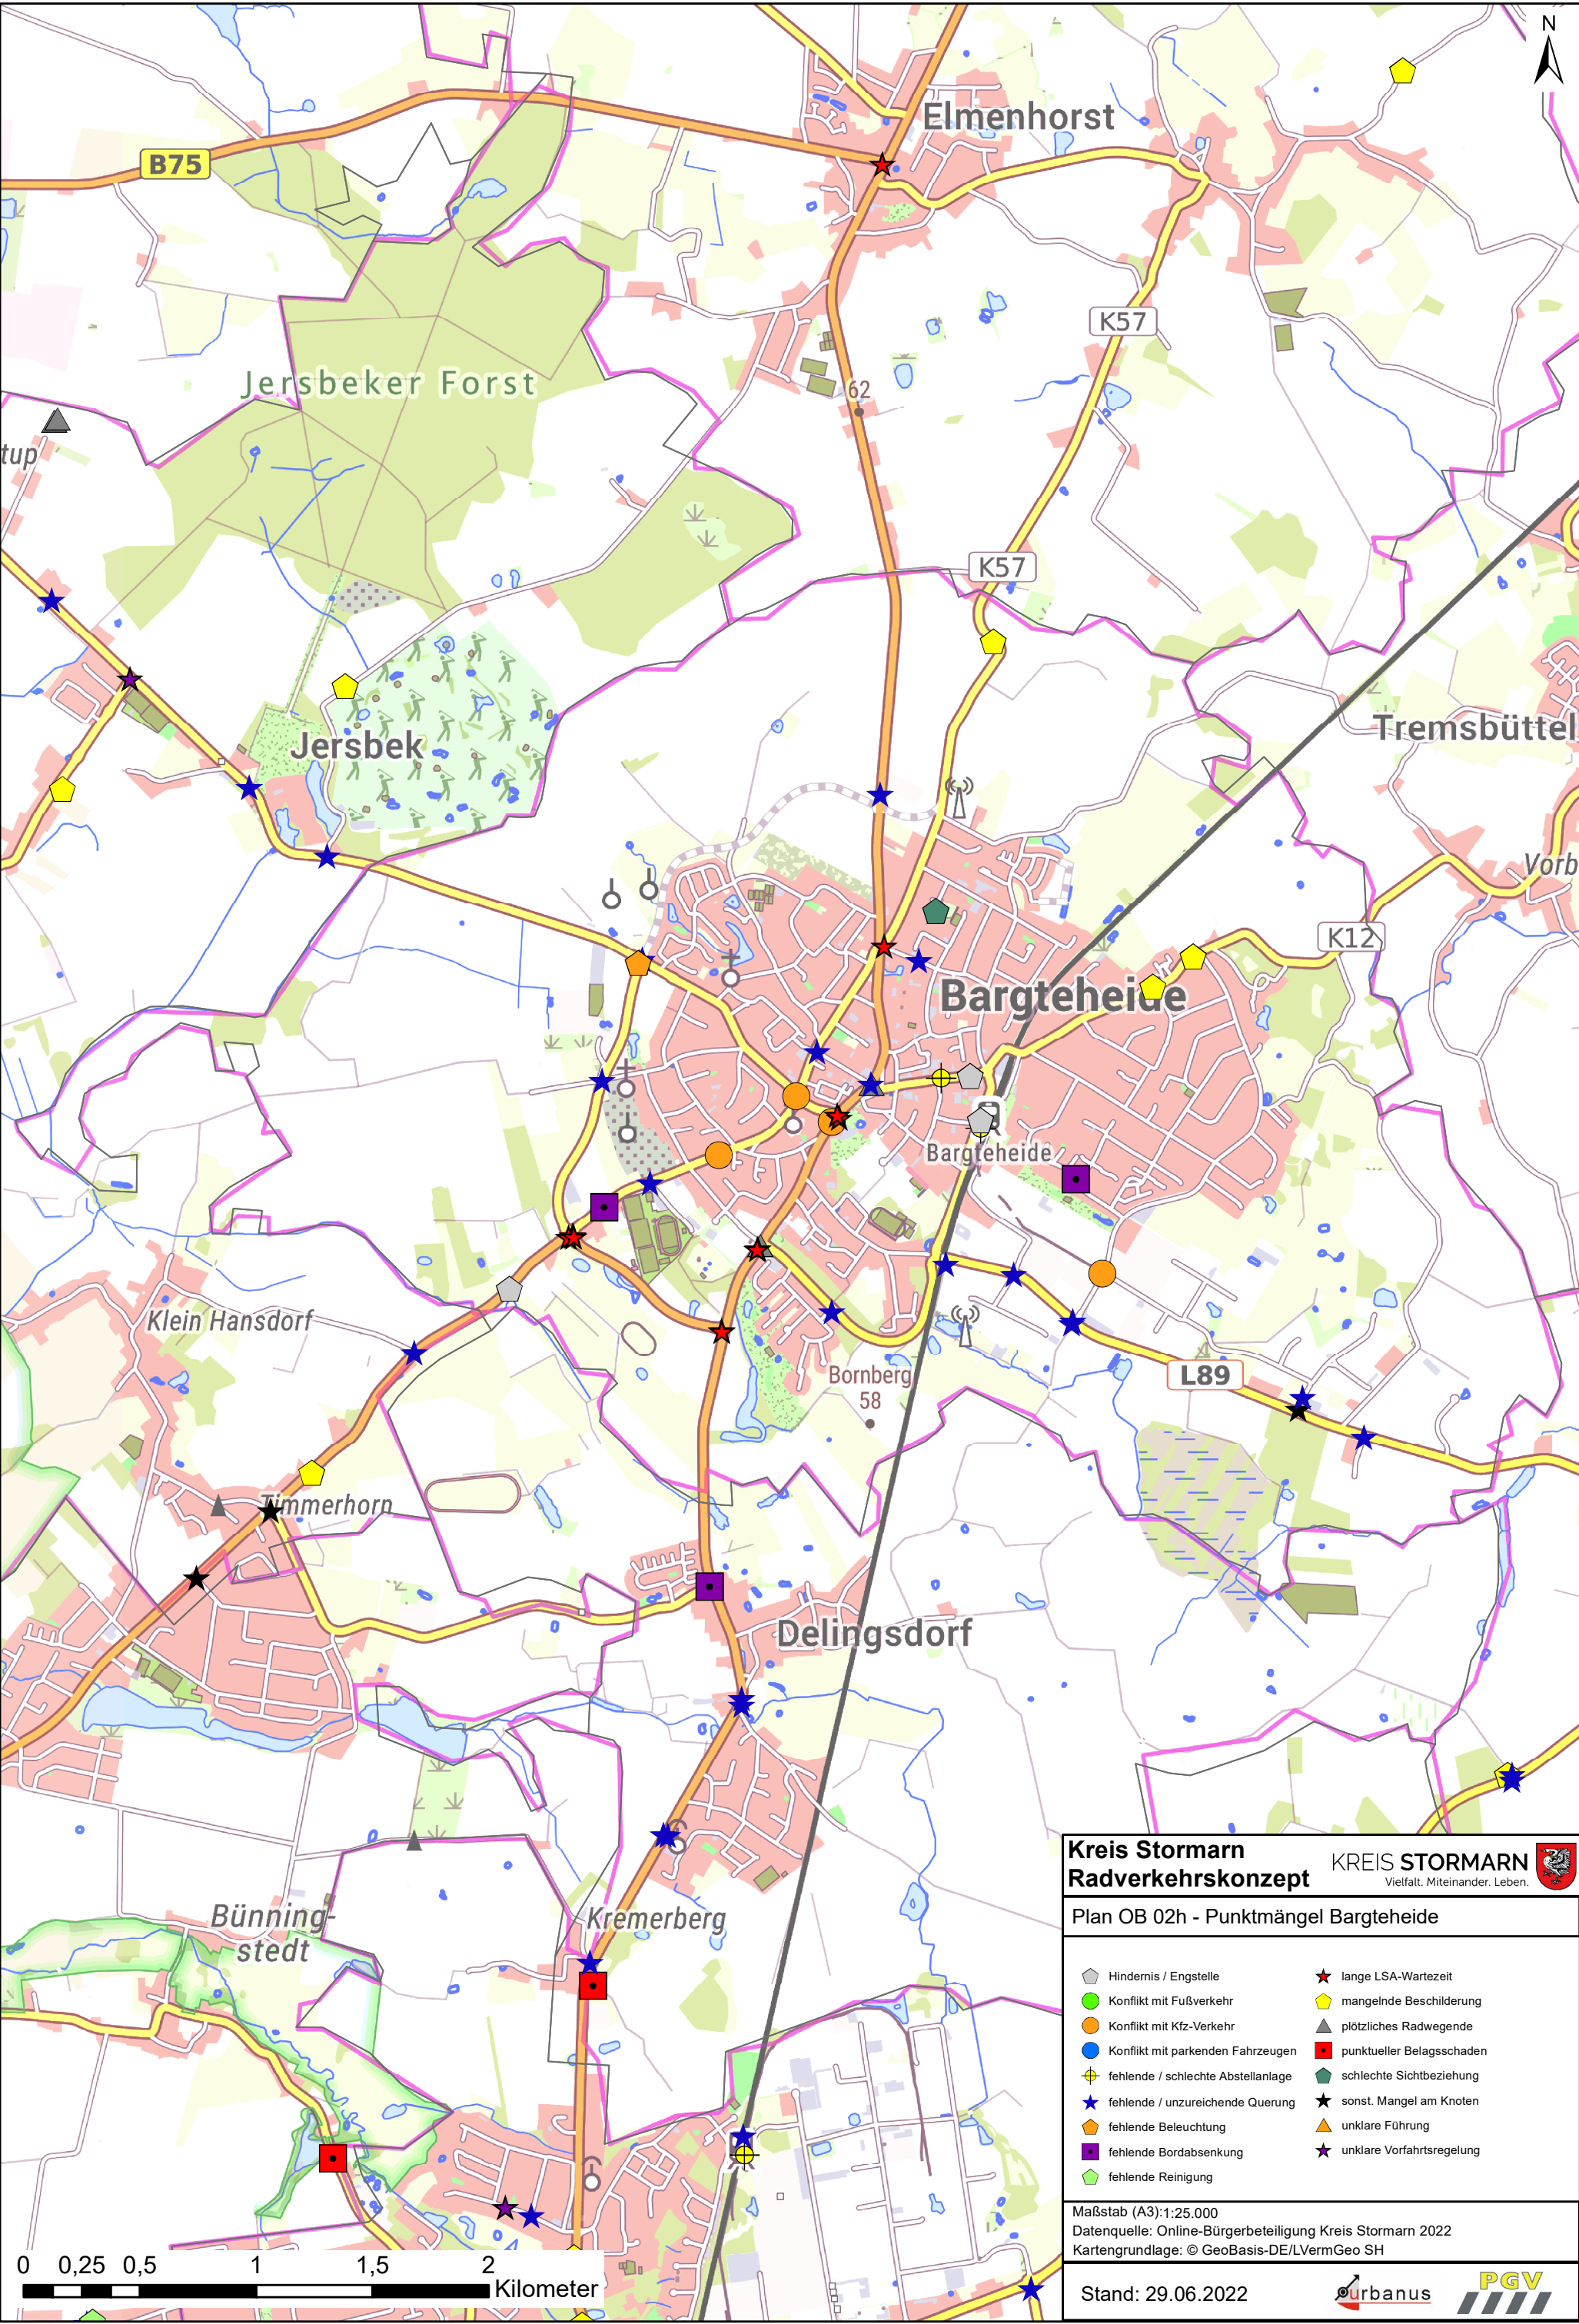 N
Elmenhorst
B75
K57
Jersbeker Forst
62
tup
K57
Tremsbüttel
Jersbek
Vorb
K12
Bargteheide
Bargteheide
Klein Hansdorf
Bornberg
58
L89
Timmerhorn
Delingsdorf
Kremerberg
Bünning-
stedt
Kreis Stormarn
Radverkehrskonzept
KREIS STORMARN
Vielfalt. Miteinander. Leben.
Plan OB 02h - Punktmängel Bargteheide
Hindernis / Engstelle
Konflikt mit Fußverkehr
Konflikt mit Kfz-Verkehr
Konflikt mit parkenden Fahrzeugen
fehlende / schlechte Abstellanlage
fehlende / unzureichende Querung
fehlende Beleuchtung
fehlende Bordabsenkung
fehlende Reinigung
lange LSA-Wartezeit
mangelnde Beschilderung
plötzliches Radwegende
punktueller Belagsschaden
schlechte Sichtbeziehung
sonst. Mangel am Knoten
unklare Führung
unklare Vorfahrtsregelung
Maßstab (A3):1:25.000
Datenquelle: Online-Bürgerbeteiligung Kreis Stormarn 2022
Kartengrundlage: © GeoBasis-DE/LVermGeo SH
Stand: 29.06.2022
urbanus
PGV
0 0,25 0,5 1 1,5 2
Kilometer